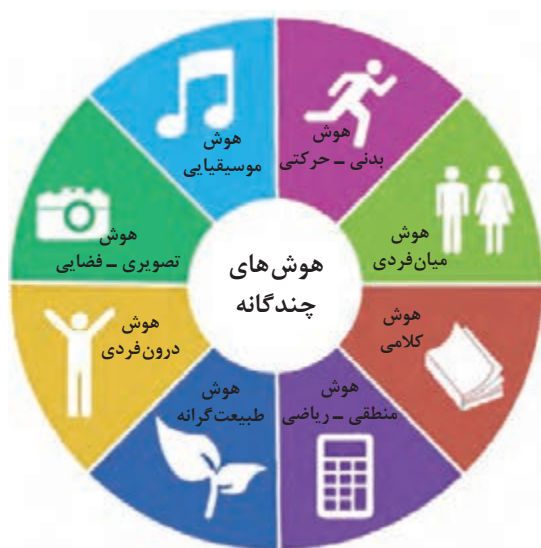 هوش‌های
چندگانه
هوش
بدنی ـ حرکتی
هوش
میان‌فردی
هوش
کلامی
هوش
منطقی ـ ریاضی
هوش
طبیعت‌گرانه
هوش
درون‌فردی
هوش
تصویری ـ فضایی
هوش
موسیقیایی